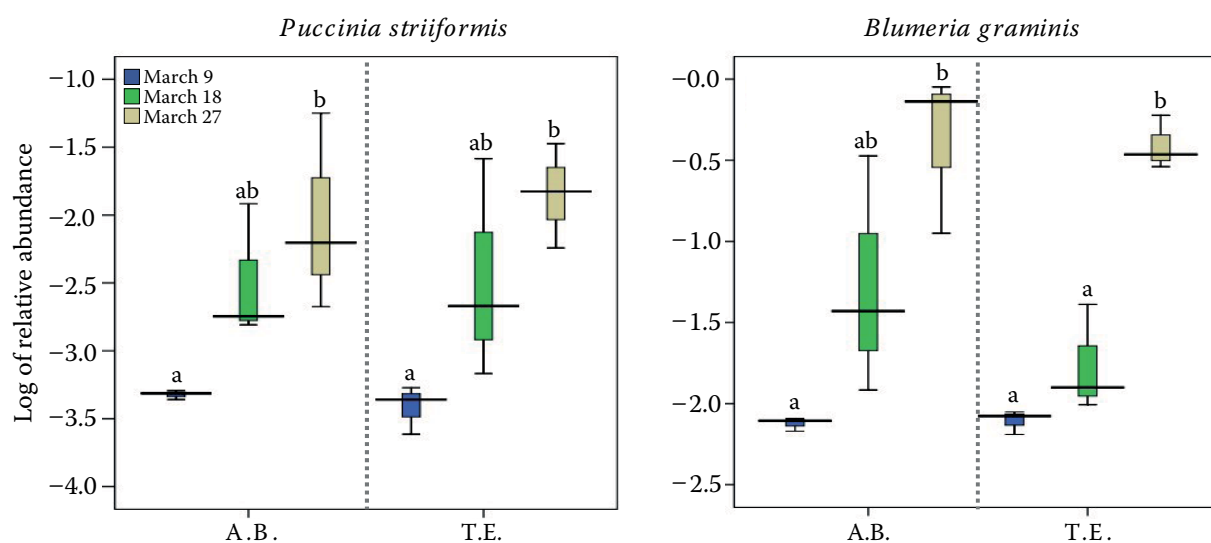 Puccinia striiformis
Blumeria graminis
Log of relative abundance
−1.0
−1.5
−2.0
−2.5
−3.0
−3.5
−4.0
March 9
March 18
March 27
a
ab
b
a
ab
b
A.B.
T.E.
−0.0
−0.5
−1.0
−1.5
−2.0
−2.5
a
ab
b
a
a
b
A.B.
T.E.